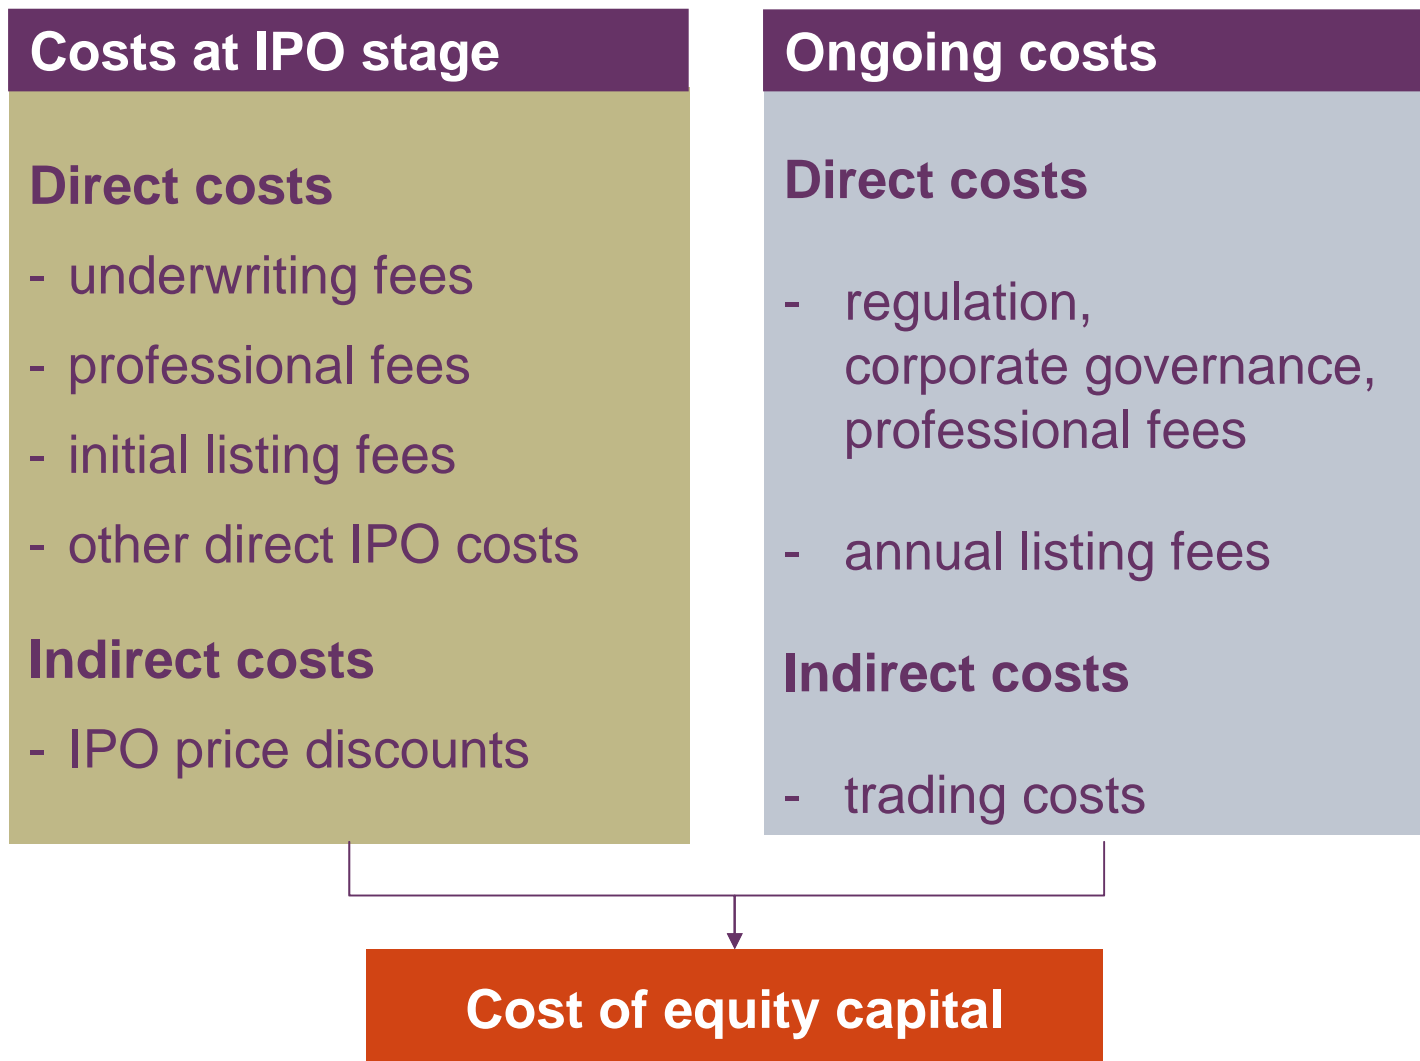 Costs at IPO stage
Direct costs
- underwriting fees
- professional fees
- initial listing fees
- other direct IPO costs
Indirect costs
- IPO price discounts
Ongoing costs
Direct costs
- regulation,
corporate governance,
professional fees
- annual listing fees
Indirect costs
- trading costs
Cost of equity capital